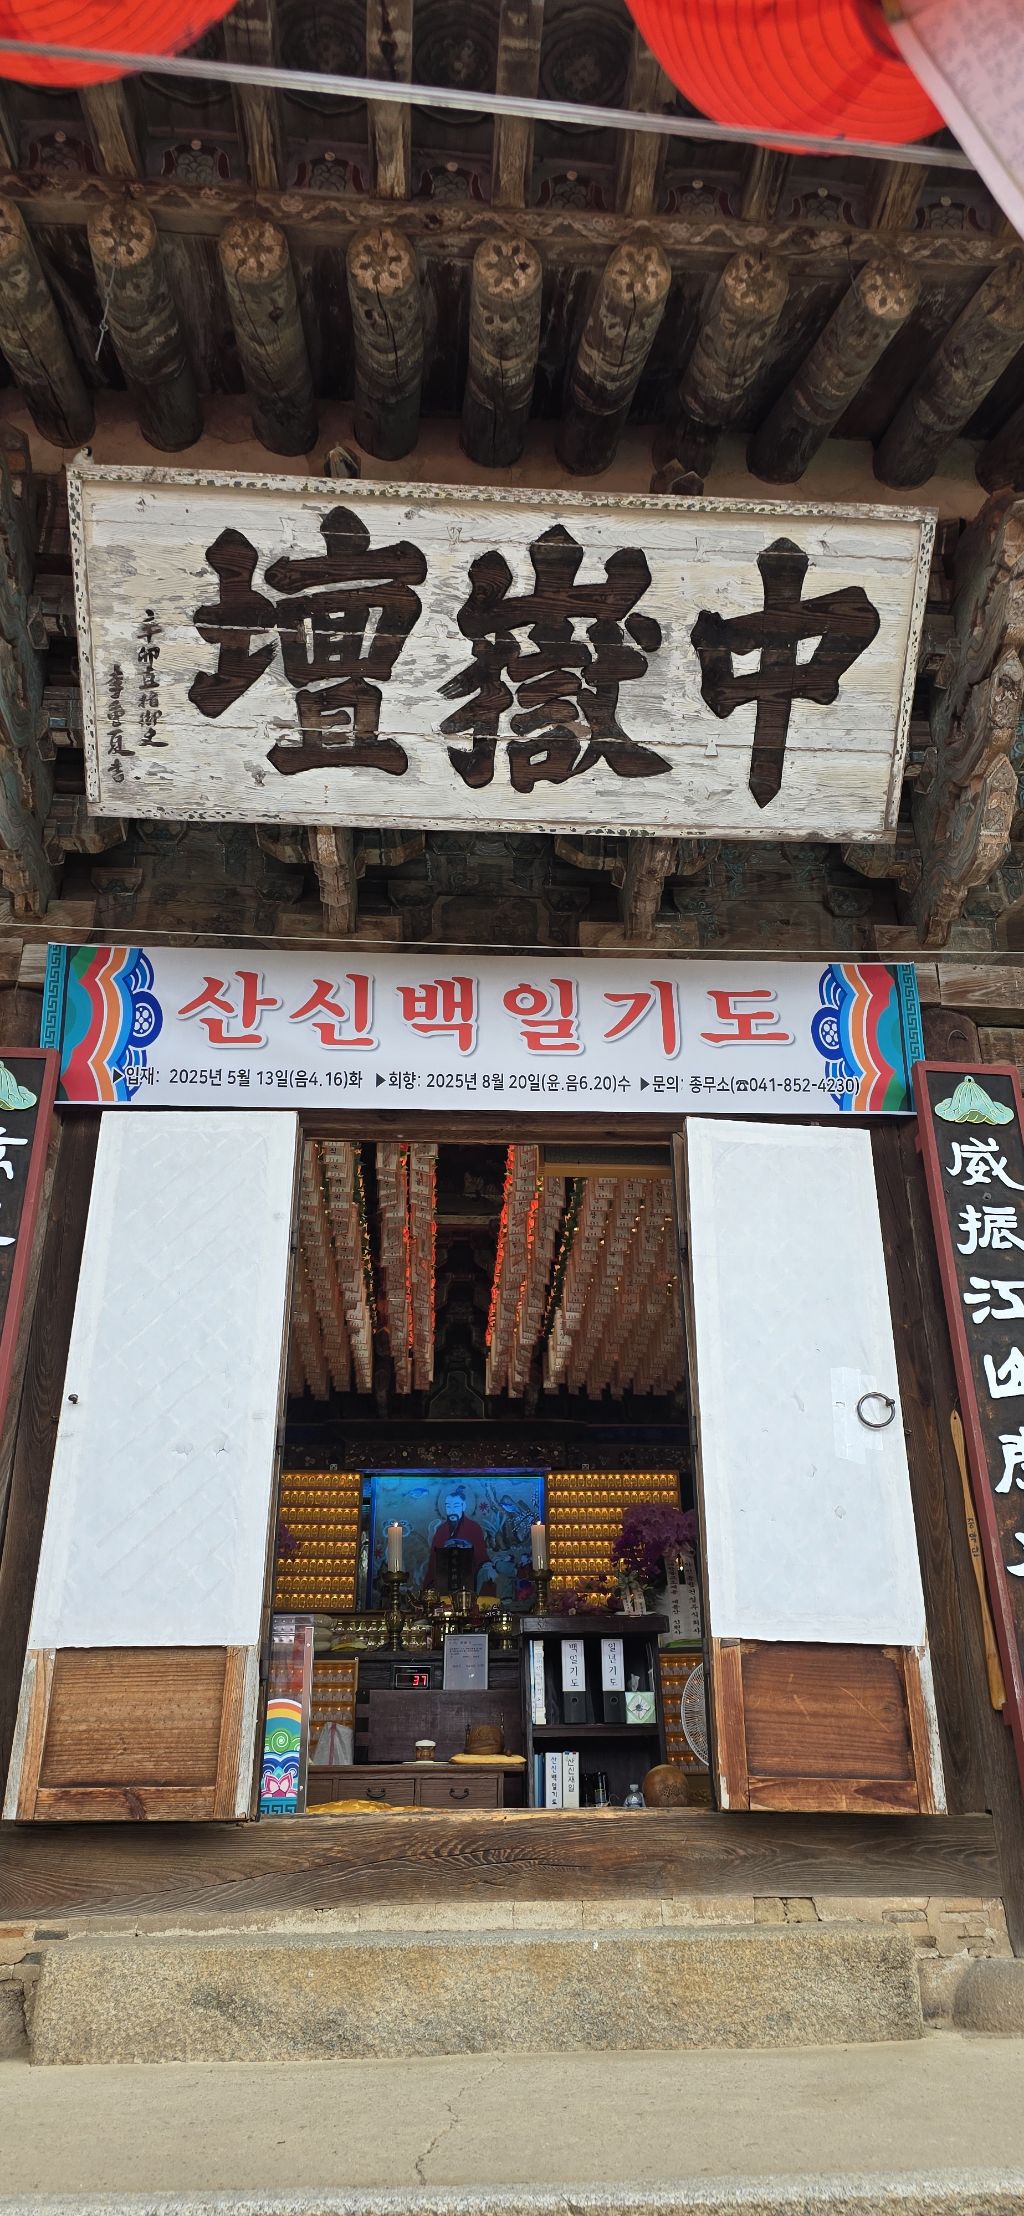 中嶽壇
辛卯直指御史
李重夏書
산신백일기도
▶입재: 2025년 5월 13일(음4.16)화 ▶회향: 2025년 8월 20일(윤.음6.20)수 ▶문의: 종무소(☎041-852-4230)
威振江山
37
백일기도
일년기도
산신백일기도
산신재일